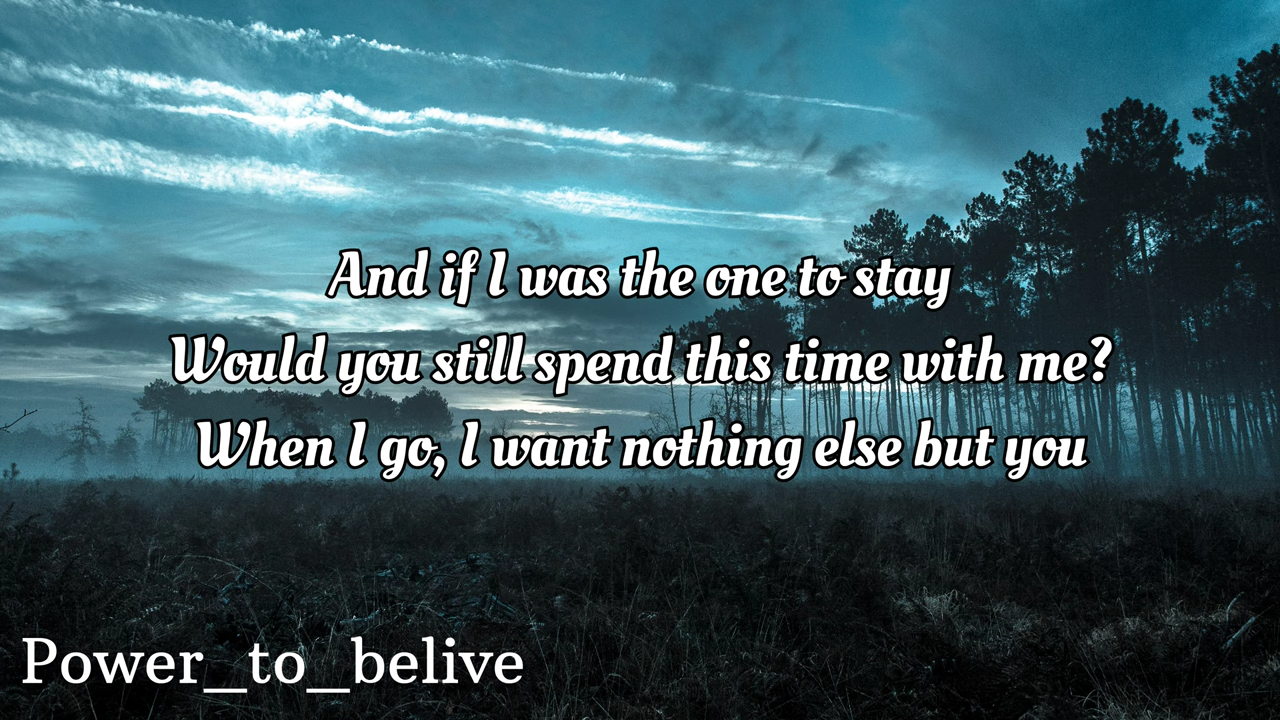 And if I was the one to stay
Would you still spend this time with me?
When I go, I want nothing else but you
Power_to_belive